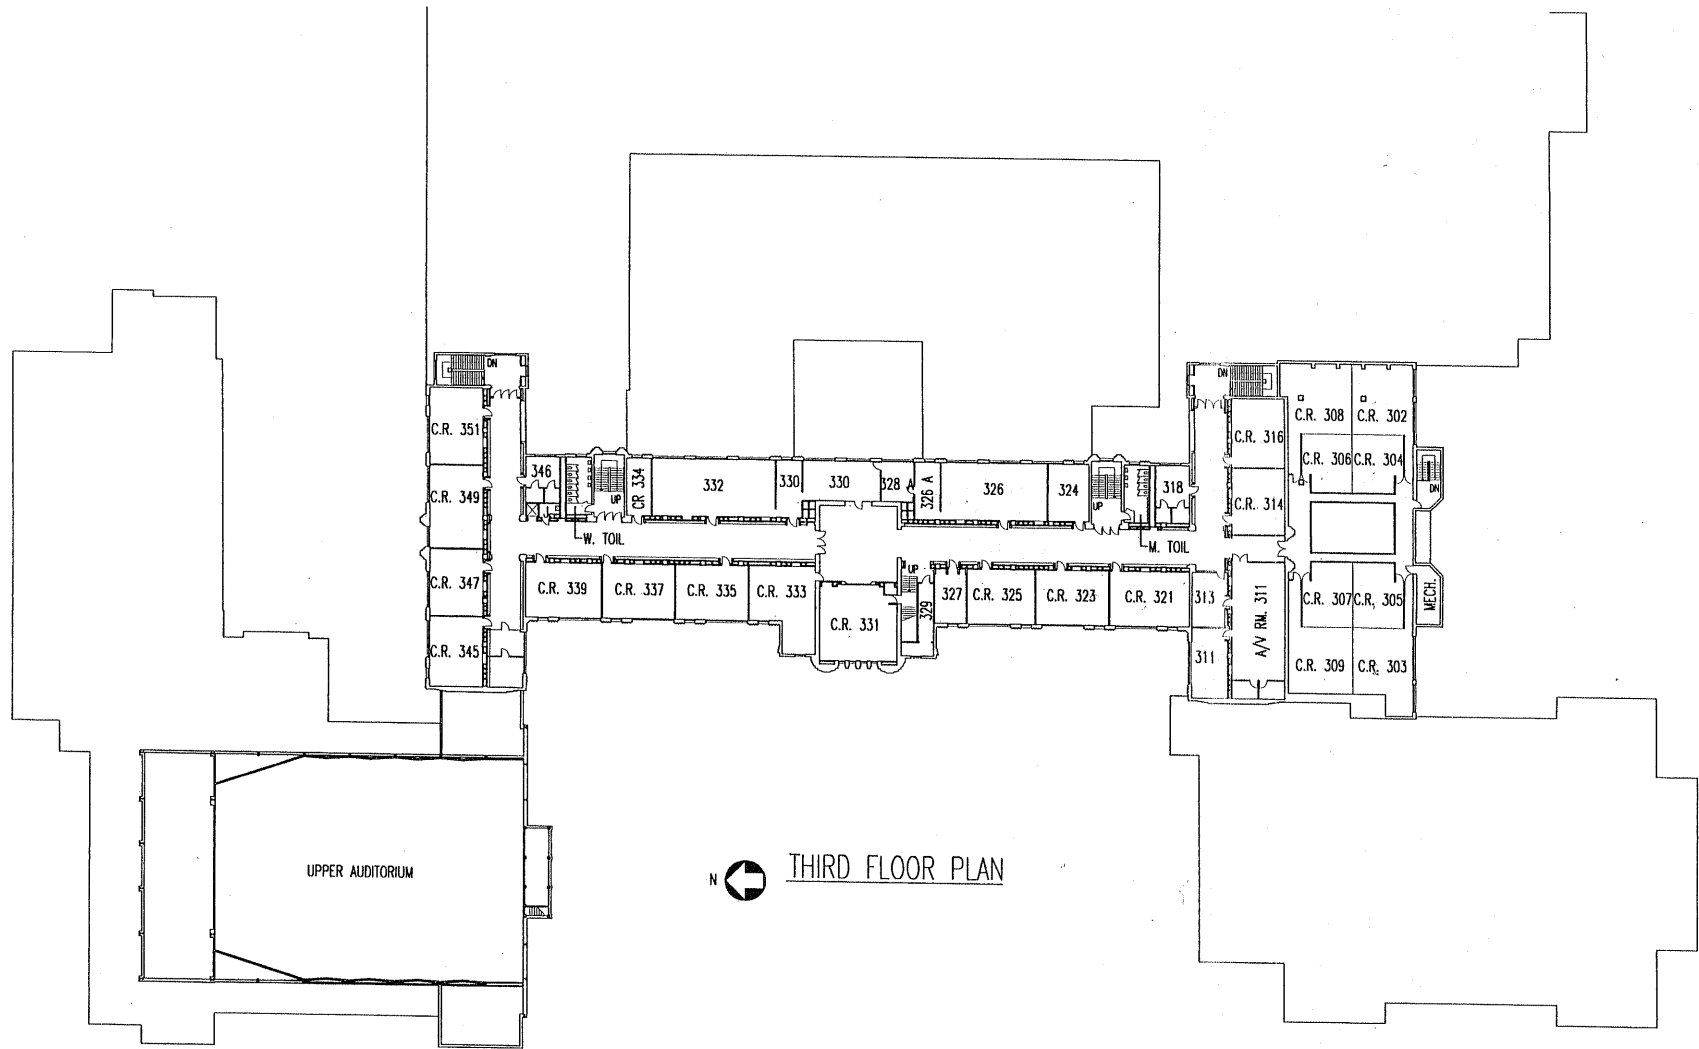 DN
DN
C.R. 351
C.R. 316
C.R. 308
C.R. 302
346
CR 334
332
330
330
328 A
326 A
326
324
318
C.R. 306
C.R. 304
C.R. 349
UP
UP
C.R. 314
DN
W. TOIL
M. TOIL
C.R. 347
C.R. 339
C.R. 337
C.R. 335
C.R. 333
UP
327
C.R. 325
C.R. 323
C.R. 321
313
A/V RM. 311
C.R. 307
C.R. 305
MECH.
C.R. 331
329
C.R. 345
311
C.R. 309
C.R. 303
UPPER AUDITORIUM
N
THIRD FLOOR PLAN